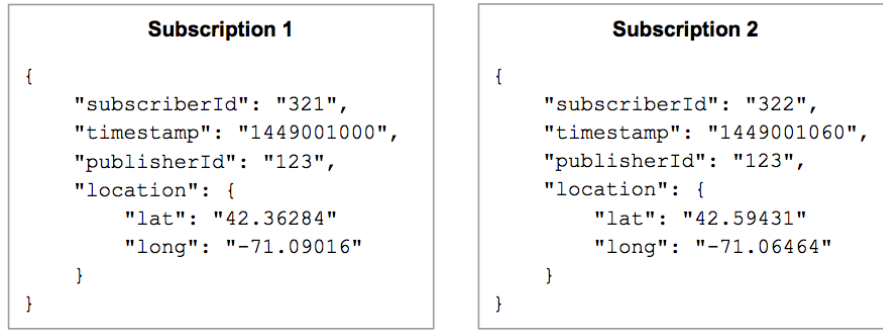 Subscription 1
{
    "subscriberId": "321",
    "timestamp": "1449001000",
    "publisherId": "123",
    "location": {
        "lat": "42.36284"
        "long": "-71.09016"
    }
}
Subscription 2
{
    "subscriberId": "322",
    "timestamp": "1449001060",
    "publisherId": "123",
    "location": {
        "lat": "42.59431"
        "long": "-71.06464"
    }
}